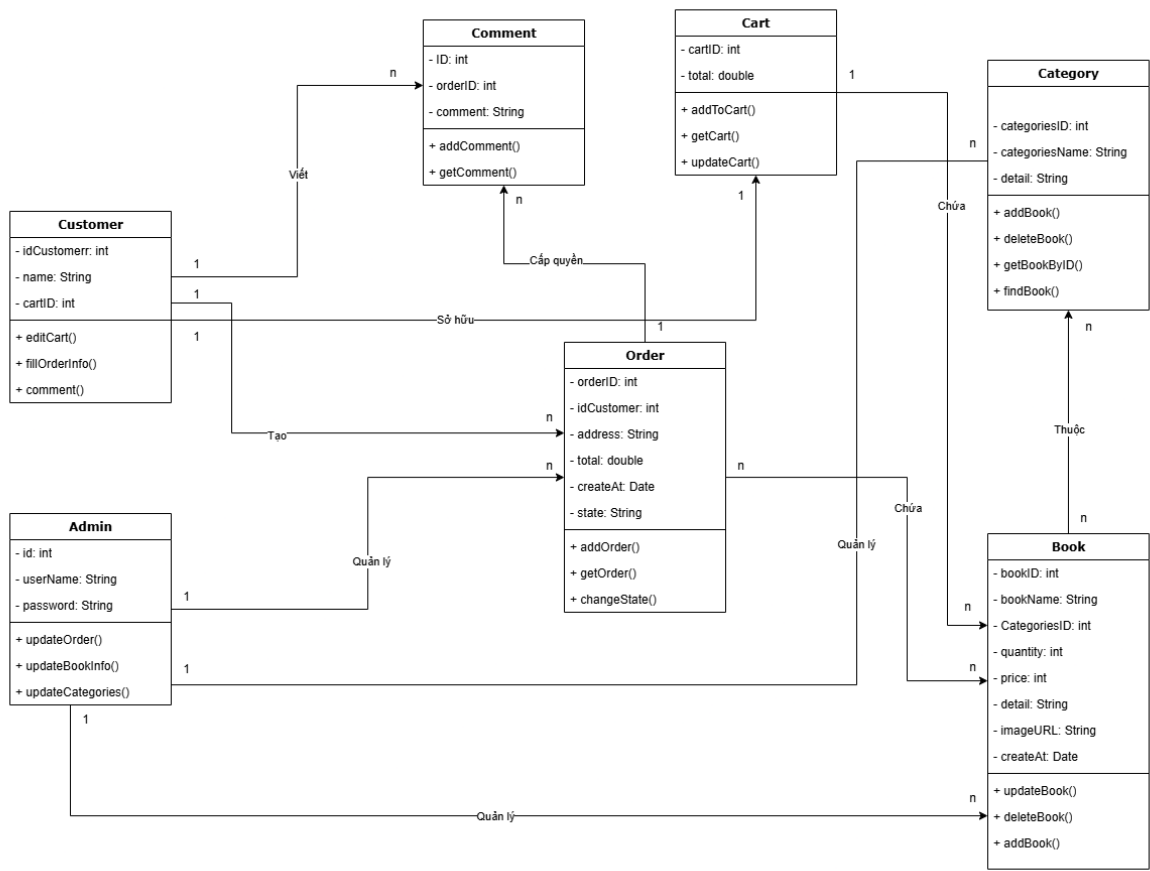 Comment
- ID: int
- orderID: int
- comment: String
+ addComment()
+ getComment()
Cart
- cartID: int
- total: double
+ addToCart()
+ getCart()
+ updateCart()
Category
- categoriesID: int
- categoriesName: String
- detail: String
+ addBook()
+ deleteBook()
+ getBookByID()
+ findBook()
Customer
- idCustomerr: int
- name: String
- cartID: int
+ editCart()
+ fillOrderInfo()
+ comment()
Order
- orderID: int
- idCustomer: int
- address: String
- total: double
- createAt: Date
- state: String
+ addOrder()
+ getOrder()
+ changeState()
Admin
- id: int
- userName: String
- password: String
+ updateOrder()
+ updateBookInfo()
+ updateCategories()
Book
- bookID: int
- bookName: String
- CategoriesID: int
- quantity: int
- price: int
- detail: String
- imageURL: String
- createAt: Date
+ updateBook()
+ deleteBook()
+ addBook()
1
Viết
n
1
Tạo
n
1
Sở hữu
1
1
Cấp quyền
n
1
Chứa
n
n
Chứa
n
n
Thuộc
n
1
Quản lý
n
1
Quản lý
n
1
Quản lý
n